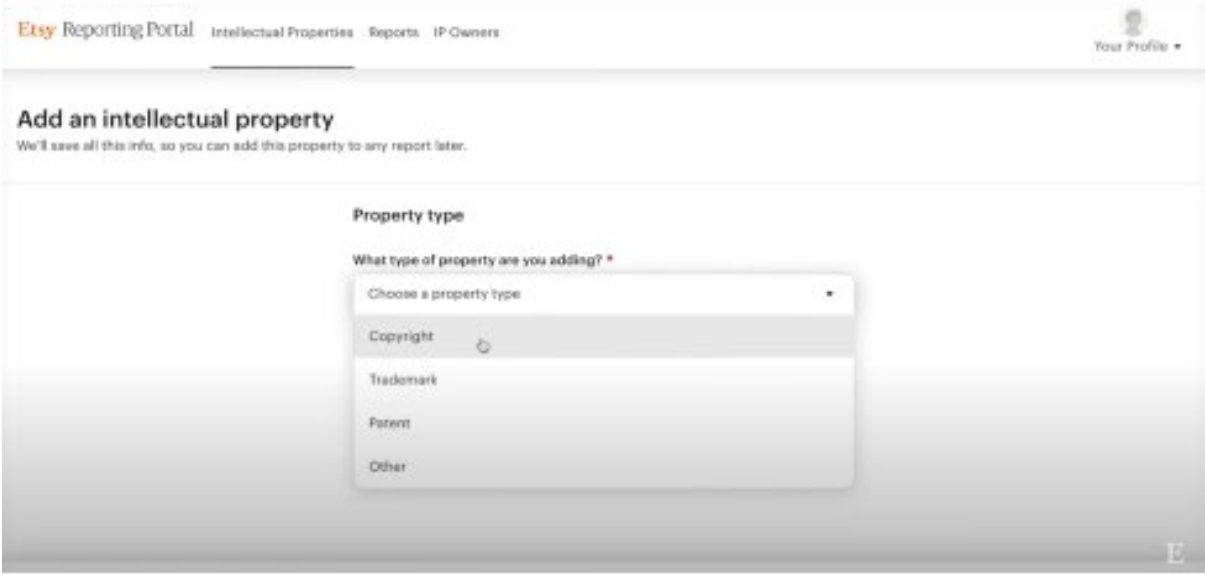 Etsy Reporting Portal Intellectual Properties Reports IP Owners
Your Profile
Add an intellectual property
We'll save all this info, so you can add this property to any report later.
Property type
What type of property are you adding? *
Choose a property type
Copyright
Trademark
Patent
Other
E